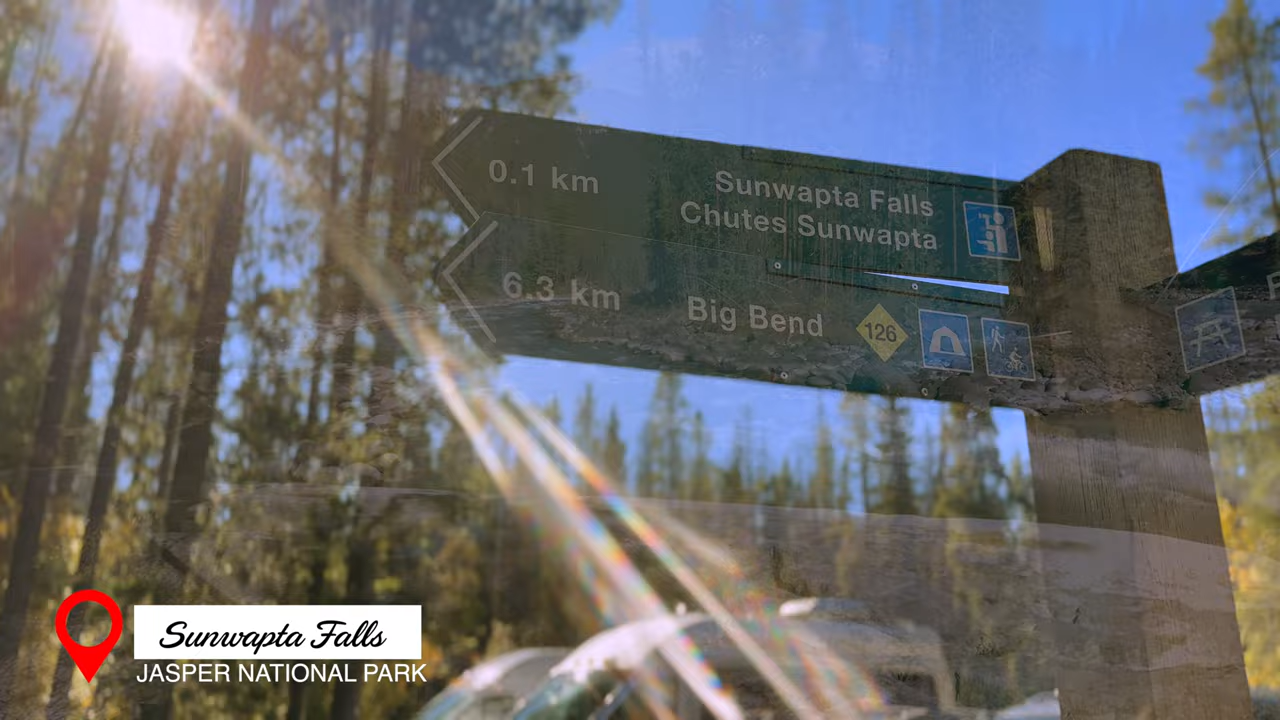 0.1 km
Sunwapta Falls
Chutes Sunwapta
6.3 km
Big Bend
126
Sunwapta Falls
JASPER NATIONAL PARK